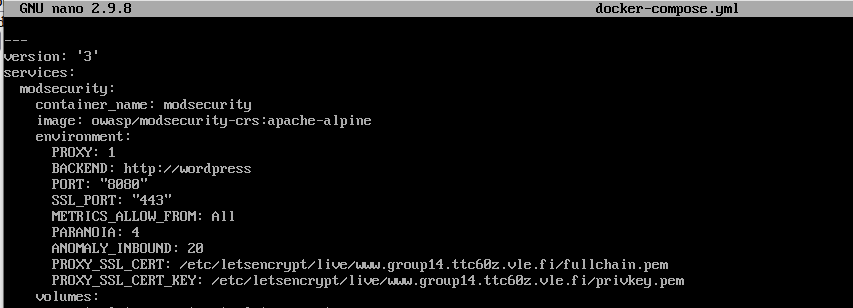 GNU nano 2.9.8 docker-compose.yml
---
version: '3'
services:
  modsecurity:
    container_name: modsecurity
    image: owasp/modsecurity-crs:apache-alpine
    environment:
      PROXY: 1
      BACKEND: http://wordpress
      PORT: "8080"
      SSL_PORT: "443"
      METRICS_ALLOW_FROM: All
      PARANOIA: 4
      ANOMALY_INBOUND: 20
      PROXY_SSL_CERT: /etc/letsencrypt/live/www.group14.ttc60z.vle.fi/fullchain.pem
      PROXY_SSL_CERT_KEY: /etc/letsencrypt/live/www.group14.ttc60z.vle.fi/privkey.pem
    volumes: